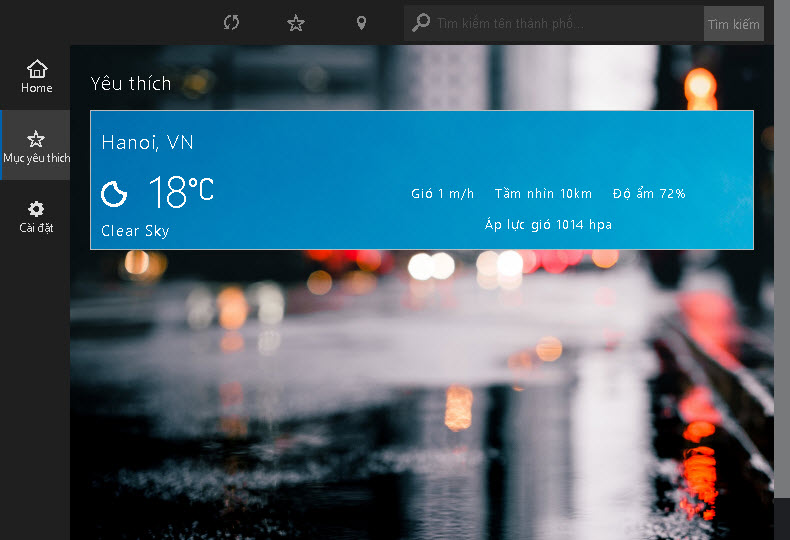 Tìm kiếm tên thành phố...
Tìm kiếm
Home
Mục yêu thích
Cài đặt
Yêu thích
Hanoi, VN
18°C
Clear Sky
Gió 1 m/h Tầm nhìn 10km Độ ẩm 72%
Áp lực gió 1014 hpa